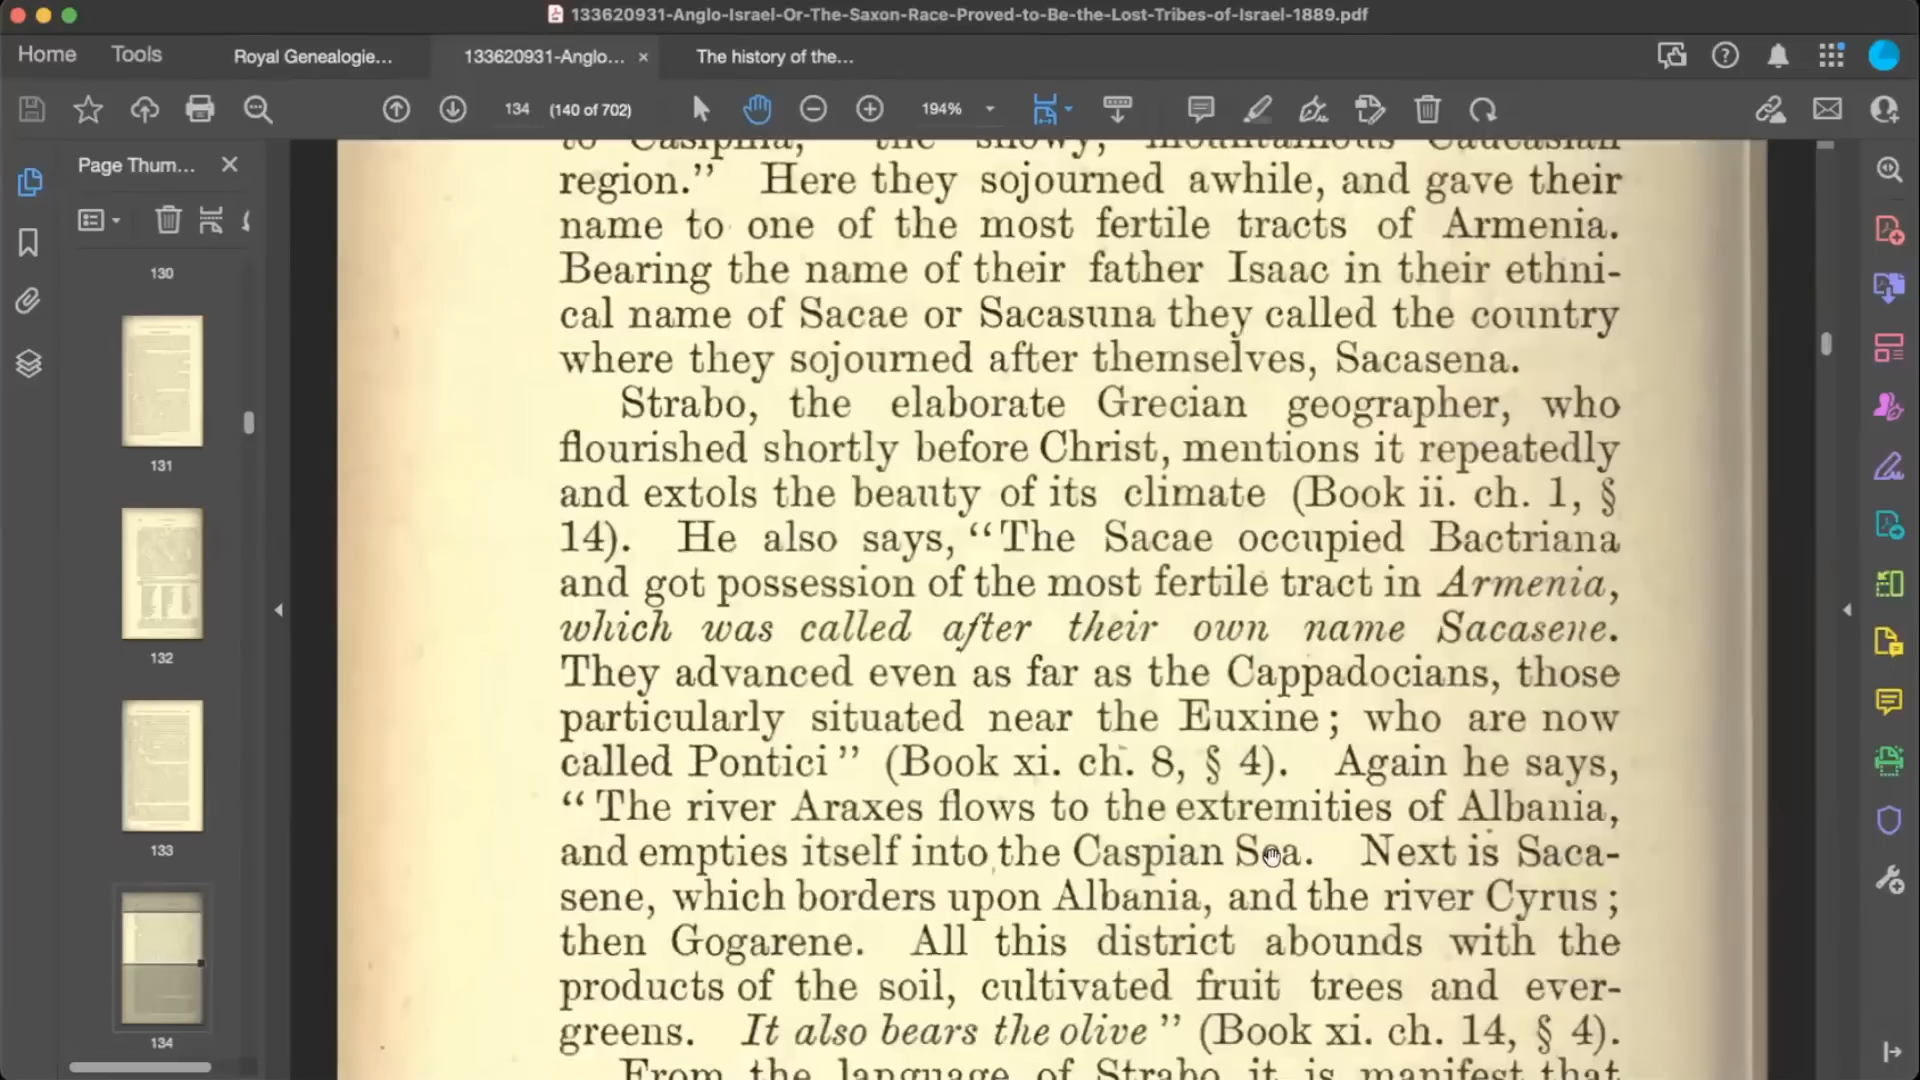 133620931-Anglo-Israel-Or-The-Saxon-Race-Proved-to-Be-the-Lost-Tribes-of-Israel-1889.pdf
Home
Tools
Royal Genealogie...
133620931-Anglo...
The history of the...
134 (140 of 702)
194%
Page Thum...
130
131
132
133
134
to Casiphia, "the snowy, mountainous Caucasian
region." Here they sojourned awhile, and gave their
name to one of the most fertile tracts of Armenia.
Bearing the name of their father Isaac in their ethni-
cal name of Sacae or Sacasuna they called the country
where they sojourned after themselves, Sacasena.
Strabo, the elaborate Grecian geographer, who
flourished shortly before Christ, mentions it repeatedly
and extols the beauty of its climate (Book ii. ch. 1, §
14). He also says, "The Sacae occupied Bactriana
and got possession of the most fertile tract in Armenia,
which was called after their own name Sacasene.
They advanced even as far as the Cappadocians, those
particularly situated near the Euxine; who are now
called Pontici" (Book xi. ch. 8, § 4). Again he says,
"The river Araxes flows to the extremities of Albania,
and empties itself into the Caspian Sea. Next is Saca-
sene, which borders upon Albania, and the river Cyrus;
then Gogarene. All this district abounds with the
products of the soil, cultivated fruit trees and ever-
greens. It also bears the olive" (Book xi. ch. 14, § 4).
From the language of Strabo it is manifest that